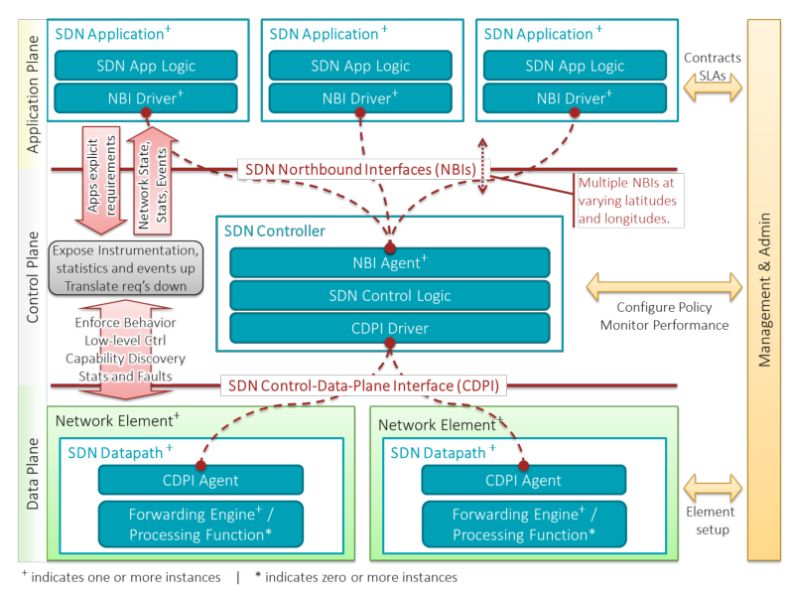 Application Plane
SDN Application+
SDN App Logic
NBI Driver+
SDN Application+
SDN App Logic
NBI Driver+
SDN Application+
SDN App Logic
NBI Driver+
Contracts
SLAs
Apps explicit
requirements
Network State,
Stats, Events
SDN Northbound Interfaces (NBIs)
Multiple NBIs at
varying latitudes
and longitudes.
Control Plane
Expose Instrumentation,
statistics and events up
Translate req's down
SDN Controller
NBI Agent+
SDN Control Logic
CDPI Driver
Configure Policy
Monitor Performance
Management & Admin
Enforce Behavior
Low-level Ctrl
Capability Discovery
Stats and Faults
SDN Control-Data-Plane Interface (CDPI)
Data Plane
Network Element+
SDN Datapath +
CDPI Agent
Forwarding Engine+ /
Processing Function*
Network Element+
SDN Datapath +
CDPI Agent
Forwarding Engine+ /
Processing Function*
Element
setup
+ indicates one or more instances | * indicates zero or more instances